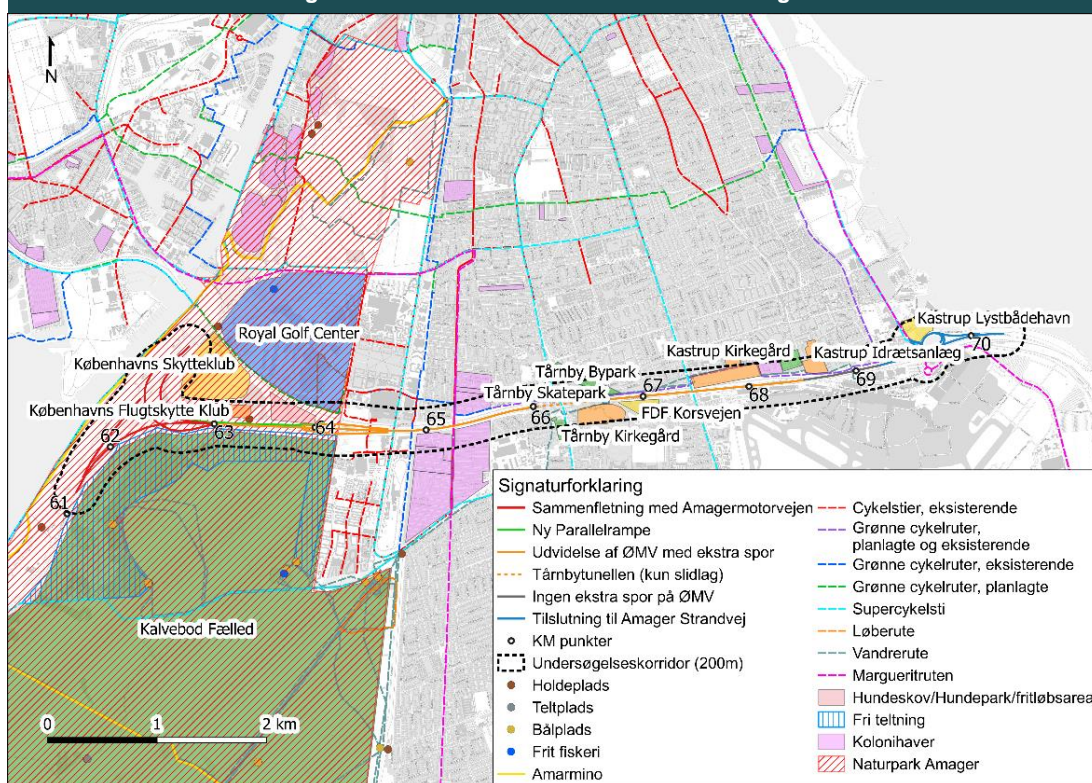 N
Royal Golf Center
Københavns Skytteklub
Københavns Flugtskytte Klub
Kalvebod Fælled
Kastrup Lystbådehavn
Kastrup Kirkegård
Kastrup Idrætsanlæg
Tårnby Bypark
Tårnby Skatepark
FDF Korsvejen
Tårnby Kirkegård
61
62
63
64
65
66
67
68
69
70
0 1 2 km
Signaturforklaring
Sammenfletning med Amagermotorvejen
Ny Parallelrampe
Udvidelse af ØMV med ekstra spor
Tårnbytunellen (kun slidlag)
Ingen ekstra spor på ØMV
Tilslutning til Amager Strandvej
KM punkter
Undersøgelseskorridor (200m)
Holdeplads
Teltplads
Bålplads
Frit fiskeri
Amarmino
Cykelstier, eksisterende
Grønne cykelruter,
planlagte og eksisterende
Grønne cykelruter, eksisterende
Grønne cykelruter, planlagte
Supercykelsti
Løberute
Vandrerute
Margueritruten
Hundeskov/Hundepark/fritløbsarea
Fri teltning
Kolonihaver
Naturpark Amager